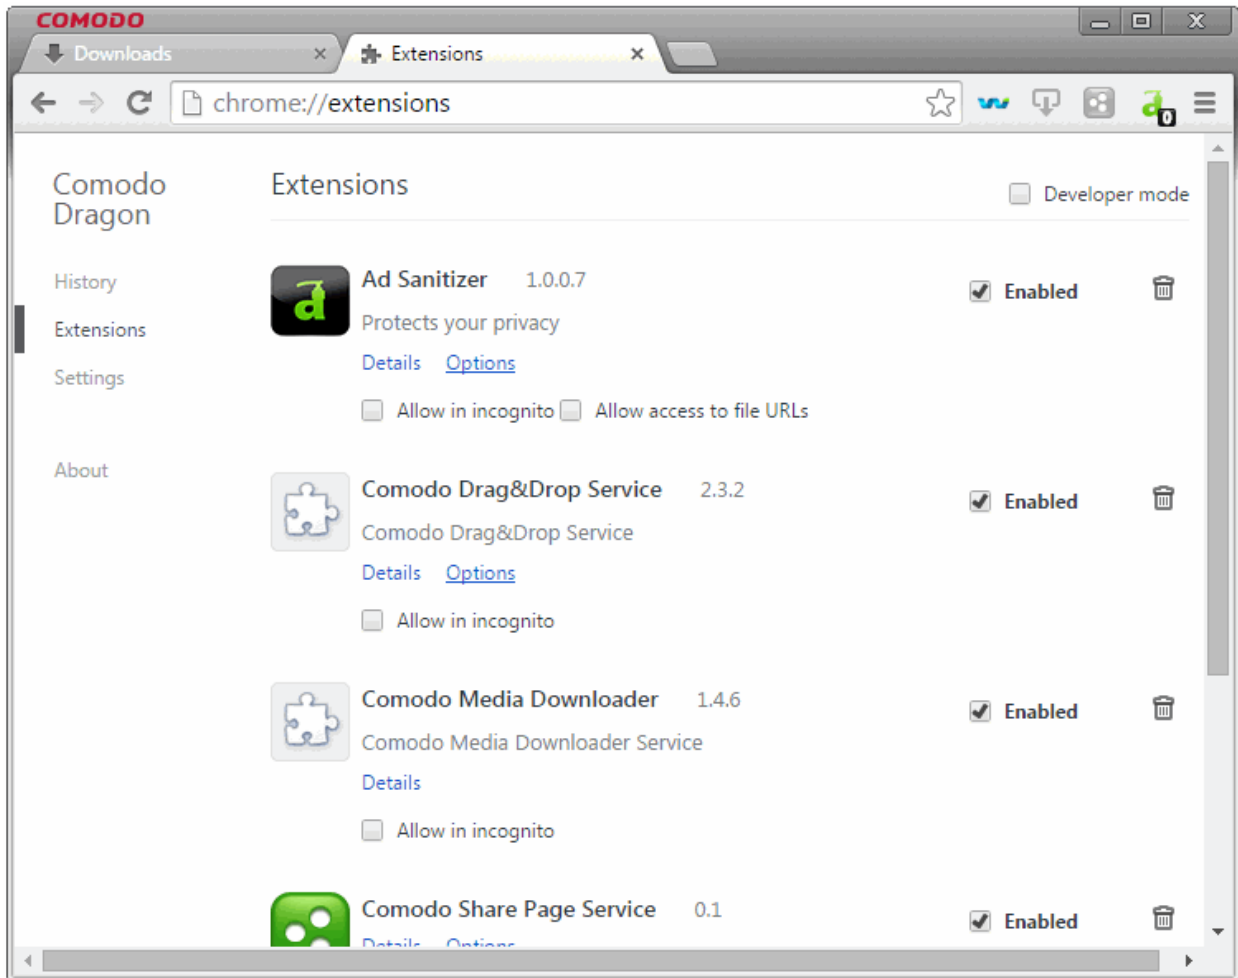 COMODO
Downloads
Extensions
chrome://extensions
a
0
Comodo Dragon
Extensions
Developer mode
History
Extensions
Settings
About
a
Ad Sanitizer 1.0.0.7
Enabled
Protects your privacy
Details Options
Allow in incognito Allow access to file URLs
Comodo Drag&Drop Service 2.3.2
Enabled
Comodo Drag&Drop Service
Details Options
Allow in incognito
Comodo Media Downloader 1.4.6
Enabled
Comodo Media Downloader Service
Details
Allow in incognito
Comodo Share Page Service 0.1
Enabled
Details Options